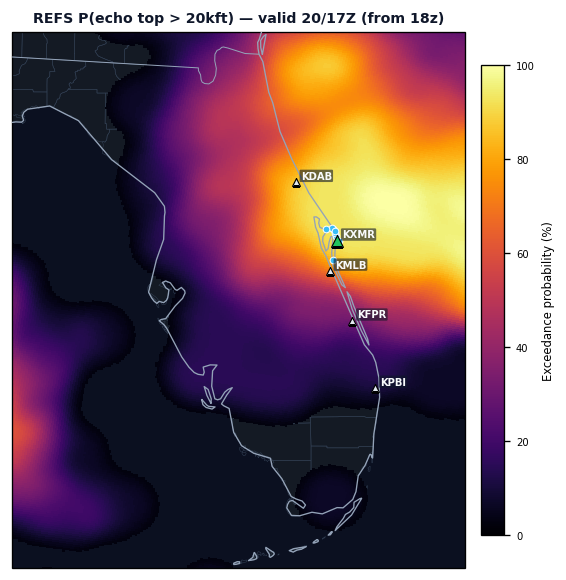 REFS P(echo top > 20kft) — valid 20/17Z (from 18z)
KDAB
KXMR
KMLB
KFPR
KPBI
100
80
60
40
20
0
Exceedance probability (%)